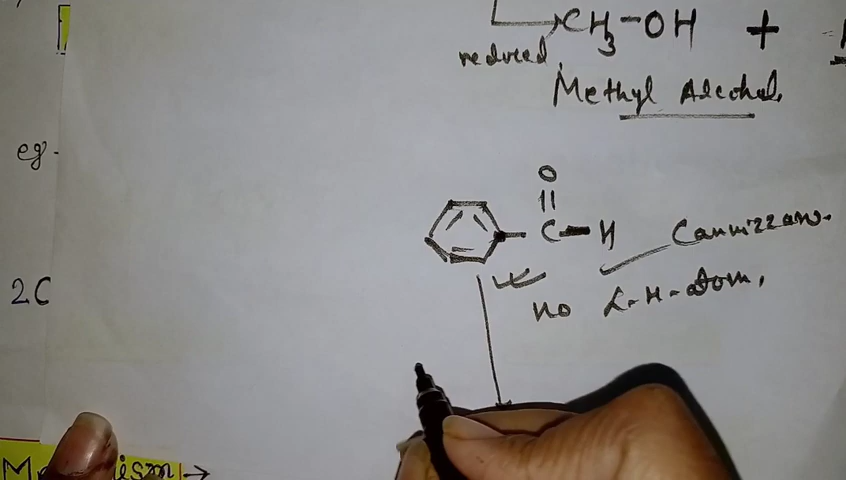 CH3-OH +
reduced
Methyl Alcohol,
eg-
O
||
C-H Cannizzaro.
no α-H-atom,
2C